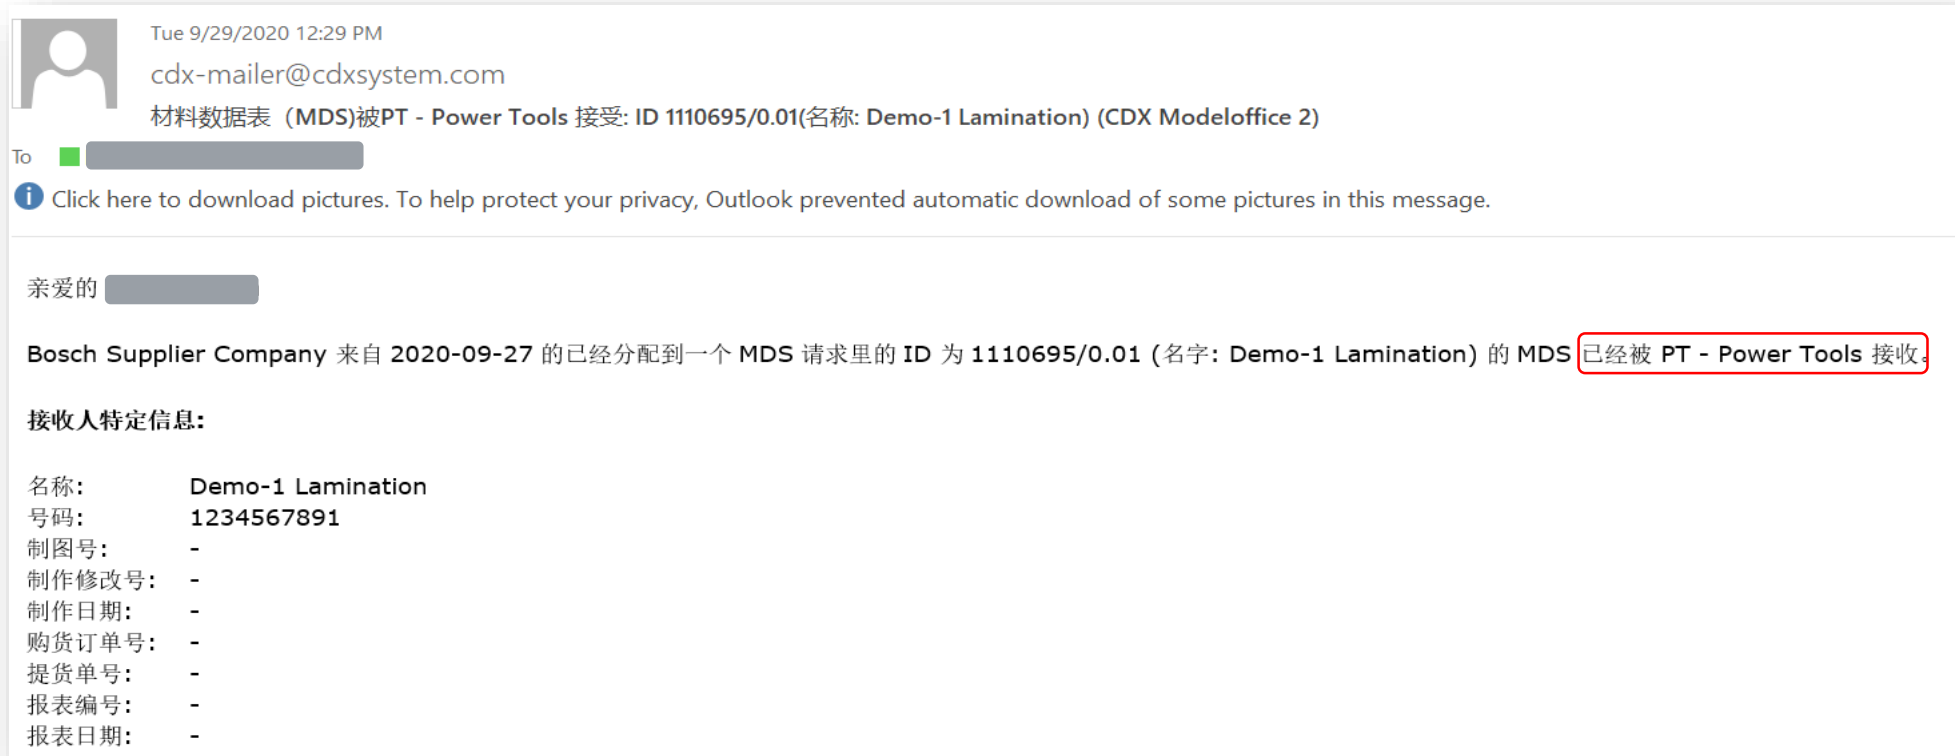 Tue 9/29/2020 12:29 PM
cdx-mailer@cdxsystem.com
材料数据表（MDS)被PT - Power Tools 接受: ID 1110695/0.01(名称: Demo-1 Lamination) (CDX Modeloffice 2)
To
Click here to download pictures. To help protect your privacy, Outlook prevented automatic download of some pictures in this message.
亲爱的
Bosch Supplier Company 来自 2020-09-27 的已经分配到一个 MDS 请求里的 ID 为 1110695/0.01 (名字: Demo-1 Lamination) 的 MDS 已经被 PT - Power Tools 接收。
接收人特定信息:
名称: Demo-1 Lamination
号码: 1234567891
制图号: -
制作修改号: -
制作日期: -
购货订单号: -
提货单号: -
报表编号: -
报表日期: -